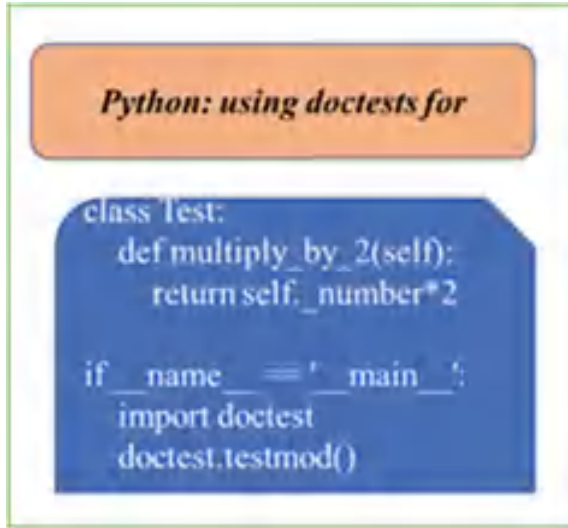 Python: using doctests for
class Test:
def multiply_by_2(self):
return self._number*2
if __name__ == '__main__':
import doctest
doctest.testmod()